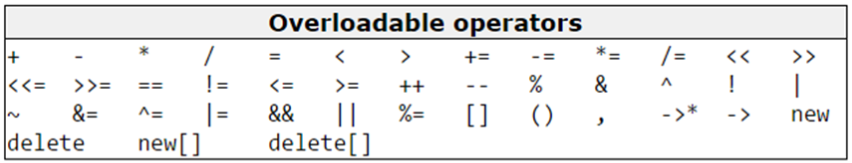 Overloadable operators
+ - * / = < > += -= *= /= << >>
<<= >>= == != <= >= ++ -- % & ^ ! |
~ &= ^= |= && || %= [] () , ->* -> new
delete new[] delete[]